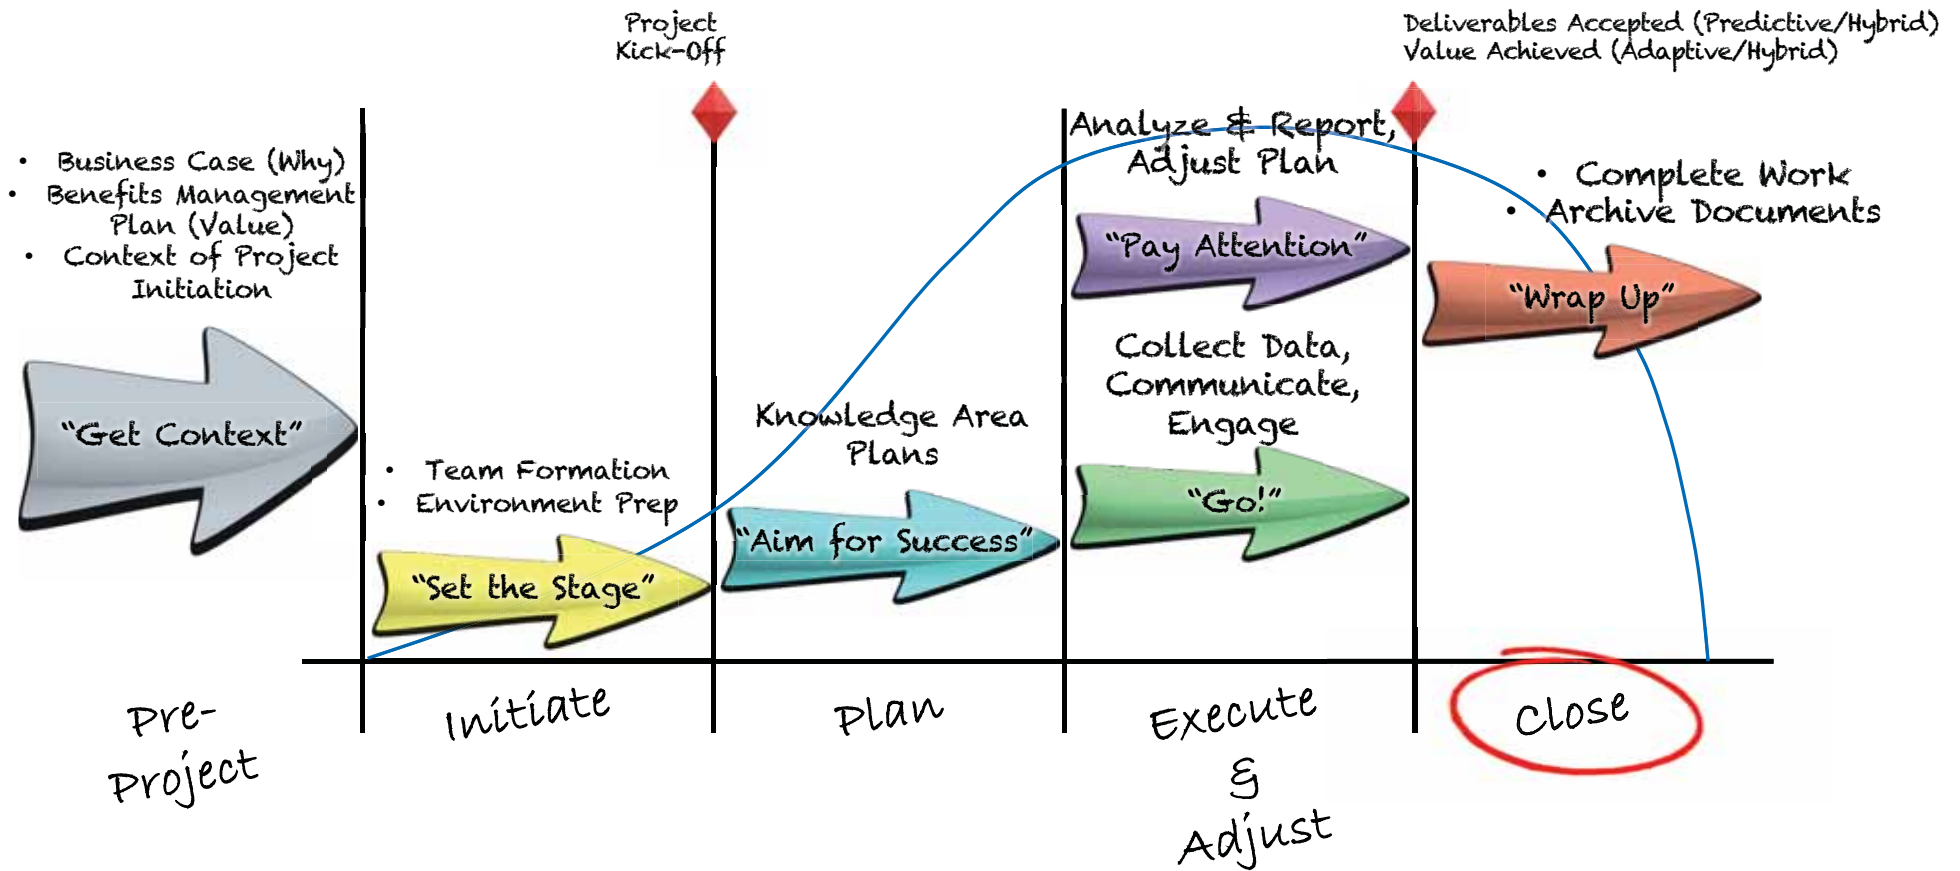 Project
Kick-Off
Deliverables Accepted (Predictive/Hybrid)
Value Achieved (Adaptive/Hybrid)
• Business Case (Why)
• Benefits Management
Plan (Value)
• Context of Project
Initiation
"Get Context"
• Team Formation
• Environment Prep
"Set the Stage"
Knowledge Area
Plans
"Aim for Success"
Analyze & Report,
Adjust Plan
"Pay Attention"
Collect Data,
Communicate,
Engage
"Go!"
• Complete Work
• Archive Documents
"Wrap Up"
Pre-
Project
Initiate
Plan
Execute
&
Adjust
Close